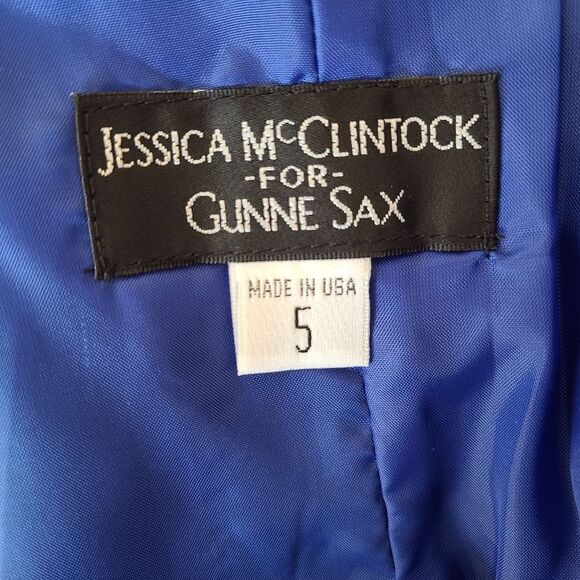 JESSICA McCLINTOCK
-FOR-
GUNNE SAX
MADE IN USA
5